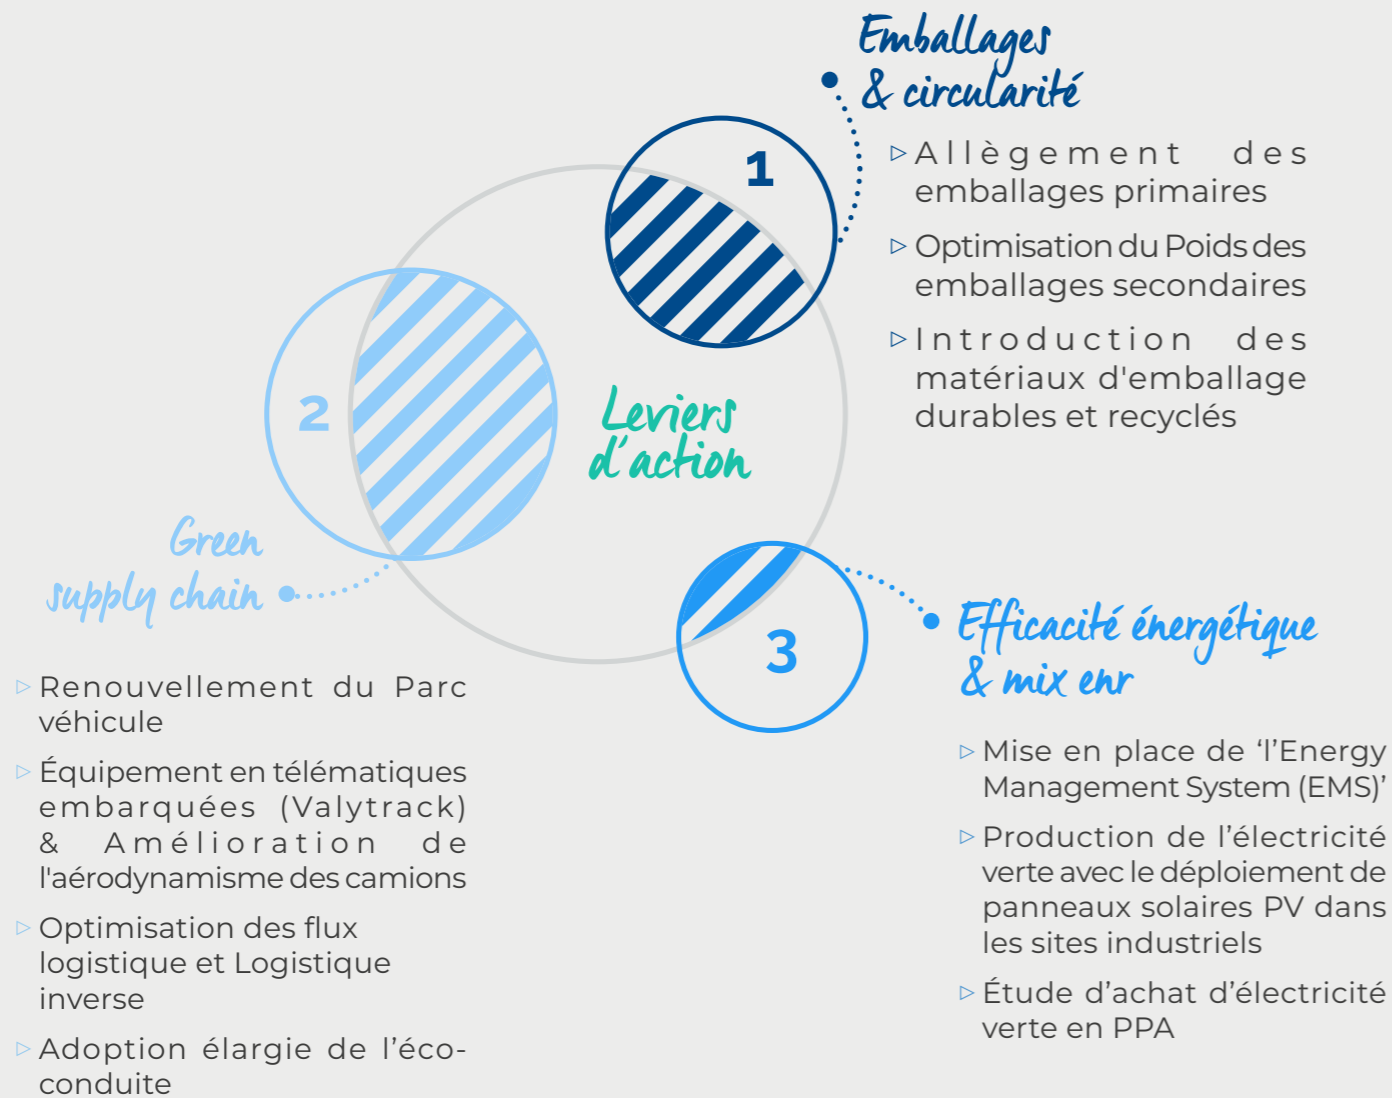 Emballages
& circularité
1
▷ Allègement des
emballages primaires
▷ Optimisation du Poids des
emballages secondaires
▷ Introduction des
matériaux d'emballage
durables et recyclés
Leviers
d'action
2
Green
supply chain
▷ Renouvellement du Parc
véhicule
▷ Équipement en télématiques
embarquées (Valytrack)
& Amélioration de
l'aérodynamisme des camions
▷ Optimisation des flux
logistique et Logistique
inverse
▷ Adoption élargie de l’éco-
conduite
3
Efficacité énergétique
& mix enr
▷ Mise en place de ‘l’Energy
Management System (EMS)’
▷ Production de l’électricité
verte avec le déploiement de
panneaux solaires PV dans
les sites industriels
▷ Étude d’achat d’électricité
verte en PPA